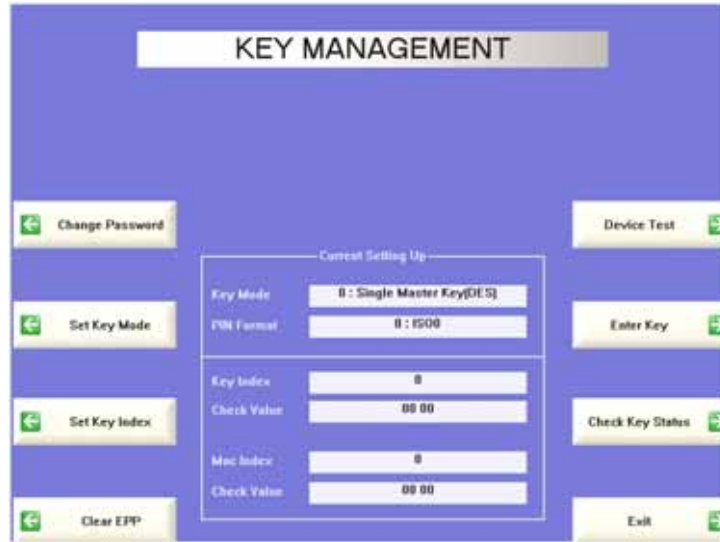 KEY MANAGEMENT
Change Password
Device Test
Current Setting Up
Key Mode 0 : Single Master Key(DES)
PIN Format 0 : ISO0
Set Key Mode
Enter Key
Key Index 0
Check Value 00 00
Set Key Index
Check Key Status
Mac Index 0
Check Value 00 00
Clear EPP
Exit